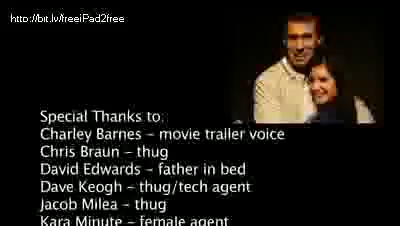 http://bit.lv/freeiPad2free
Special Thanks to:
Charley Barnes - movie trailer voice
Chris Braun - thug
David Edwards - father in bed
Dave Keogh - thug/tech agent
Jacob Milea - thug
Kara Minute - female agent